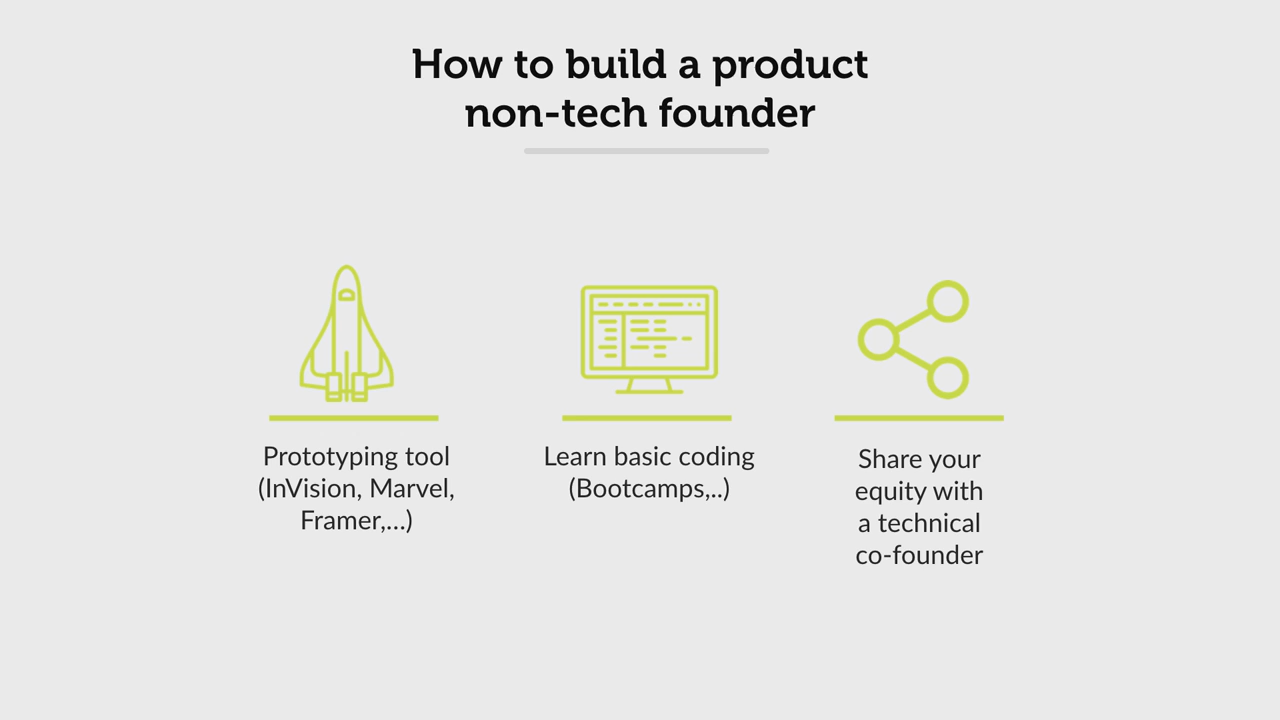 How to build a product
non-tech founder
Prototyping tool
(InVision, Marvel,
Framer,...)
Learn basic coding
(Bootcamps,..)
Share your
equity with
a technical
co-founder